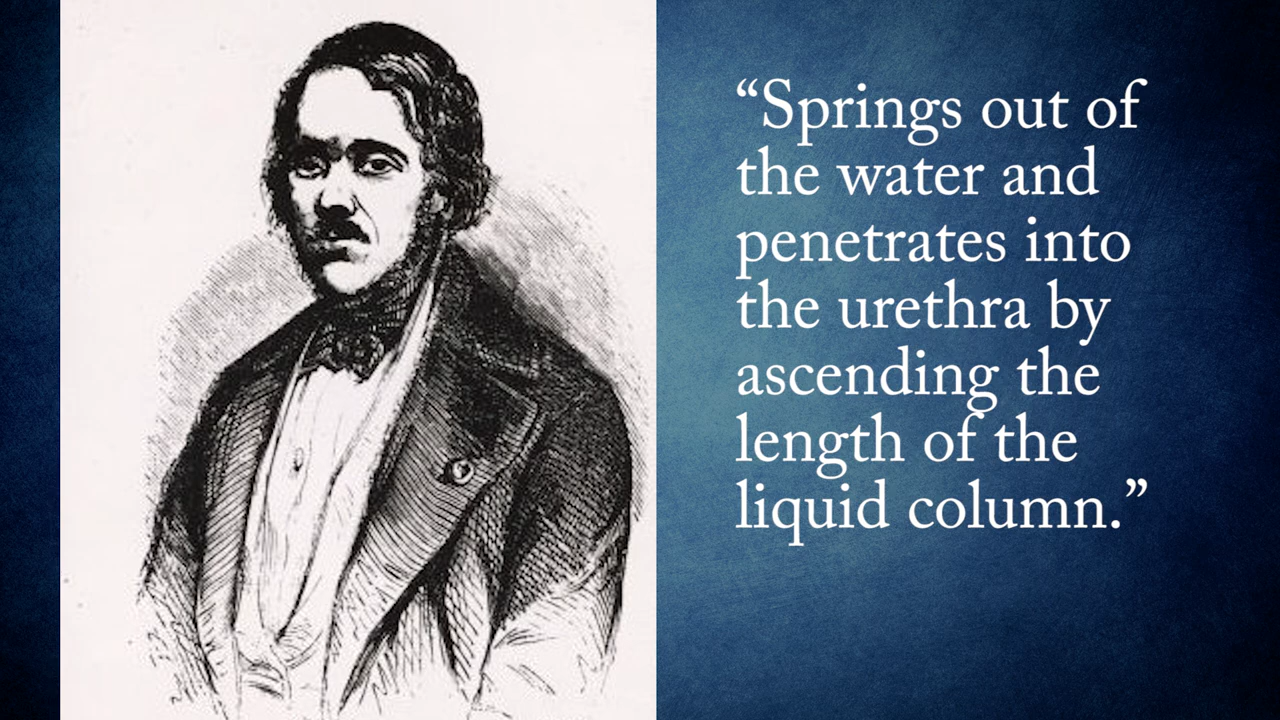 “Springs out of
the water and
penetrates into
the urethra by
ascending the
length of the
liquid column.”